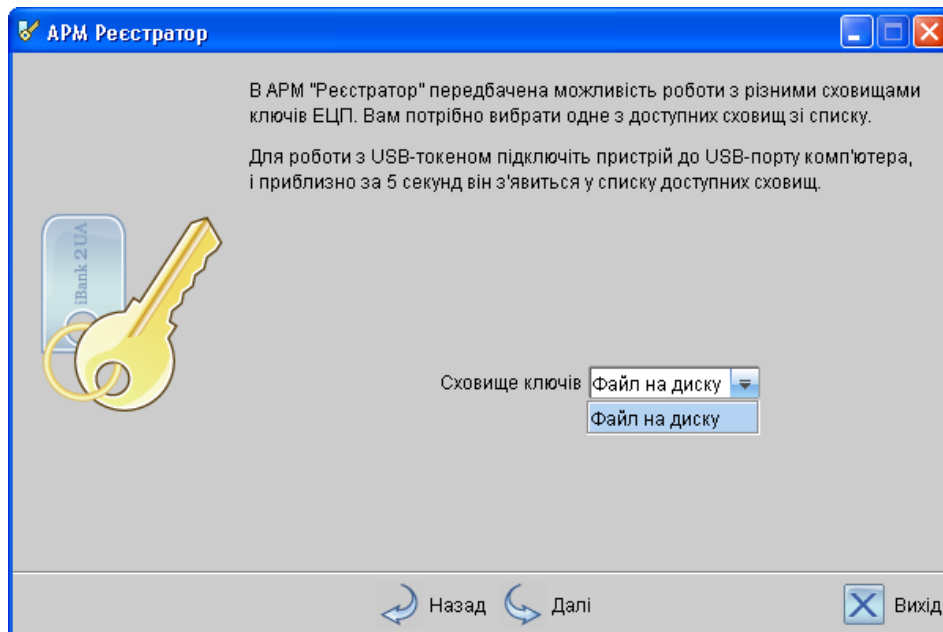 АРМ Реєстратор
В АРМ "Реєстратор" передбачена можливість роботи з різними сховищами
ключів ЕЦП. Вам потрібно вибрати одне з доступних сховищ зі списку.
Для роботи з USB-токеном підключіть пристрій до USB-порту комп'ютера,
і приблизно за 5 секунд він з'явиться у списку доступних сховищ.
iBank 2 UA
Сховище ключів Файл на диску
Файл на диску
Назад Далі Вихід